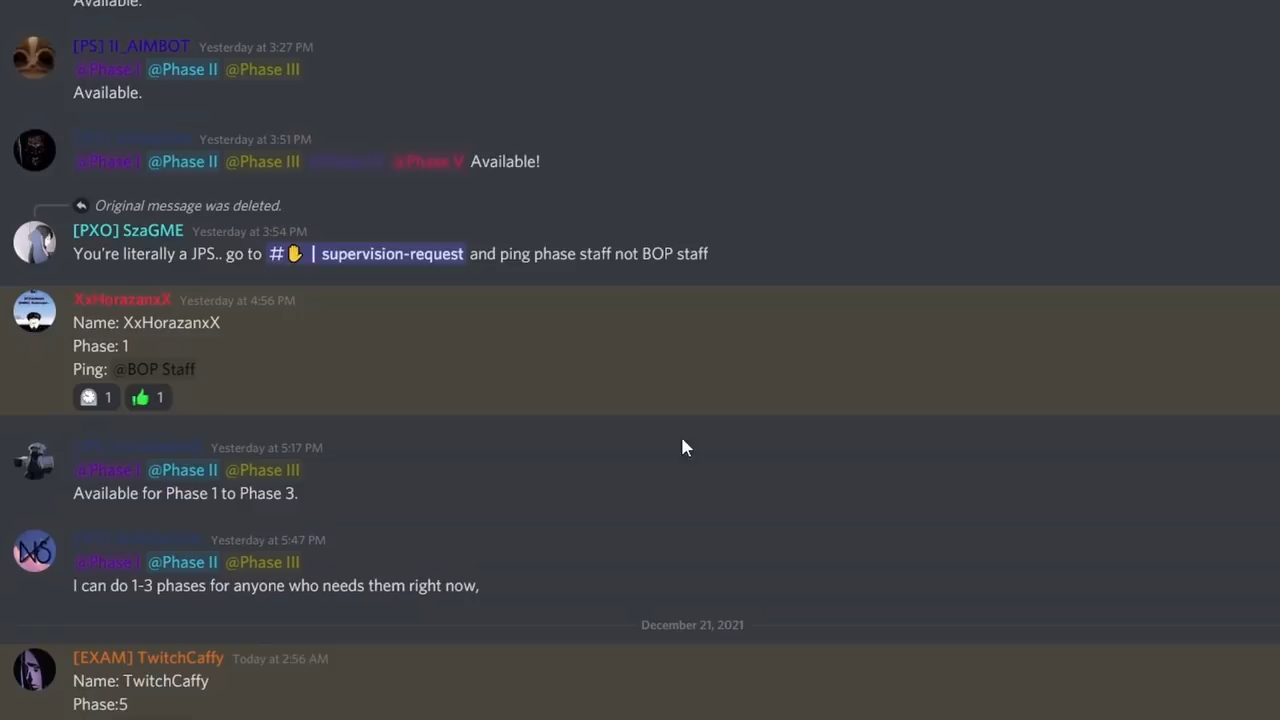 Available.
[PS] 1I_AIMBOT Yesterday at 3:27 PM
@Phase I @Phase II @Phase III
Available.
Yesterday at 3:51 PM
@Phase I @Phase II @Phase III @Phase V Available!
Original message was deleted.
[PXO] SzaGME Yesterday at 3:54 PM
You're literally a JPS.. go to #✋ | supervision-request and ping phase staff not BOP staff
XxHorazanxX Yesterday at 4:56 PM
Name: XxHorazanxX
Phase: 1
Ping: @BOP Staff
1 1
Yesterday at 5:17 PM
@Phase I @Phase II @Phase III
Available for Phase 1 to Phase 3.
Yesterday at 5:47 PM
@Phase I @Phase II @Phase III
I can do 1-3 phases for anyone who needs them right now,
December 21, 2021
[EXAM] TwitchCaffy Today at 2:56 AM
Name: TwitchCaffy
Phase:5